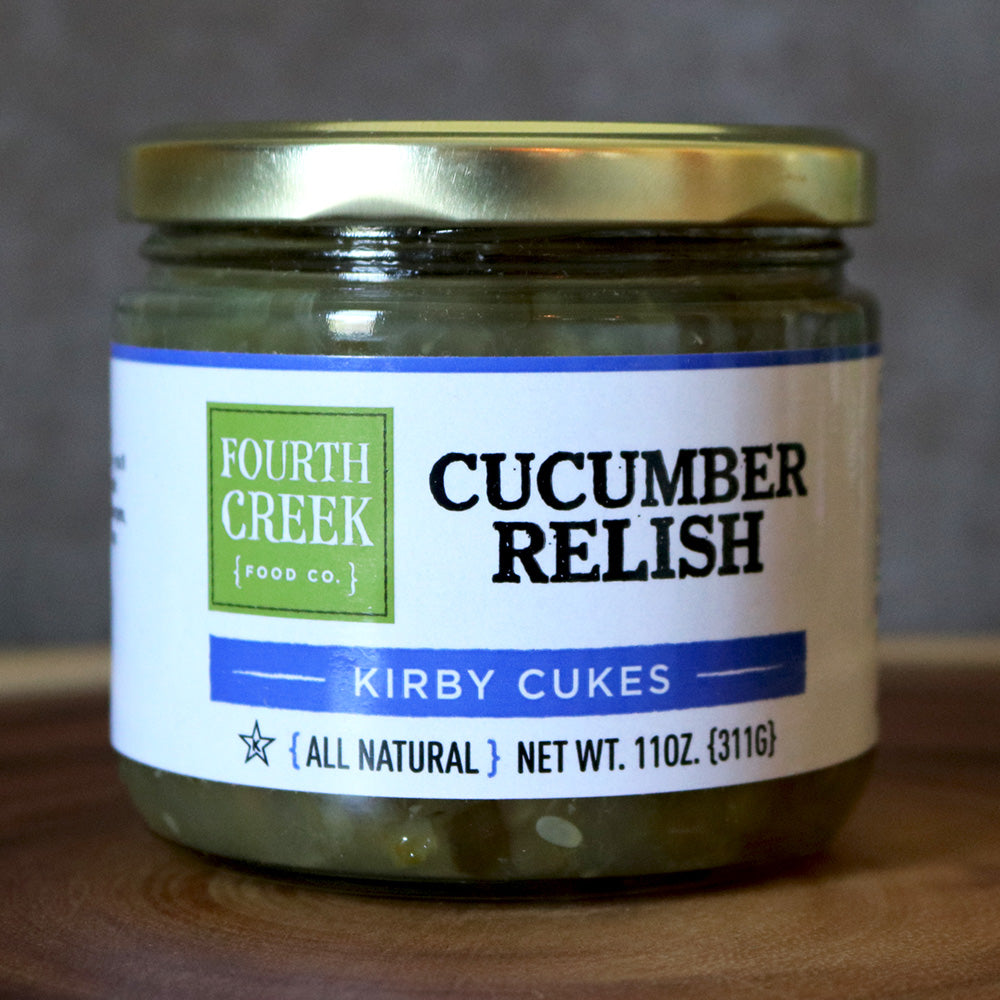 FOURTH
CREEK
{FOOD CO.}
CUCUMBER
RELISH
KIRBY CUKES
K {ALL NATURAL} NET WT. 11OZ. {311G}